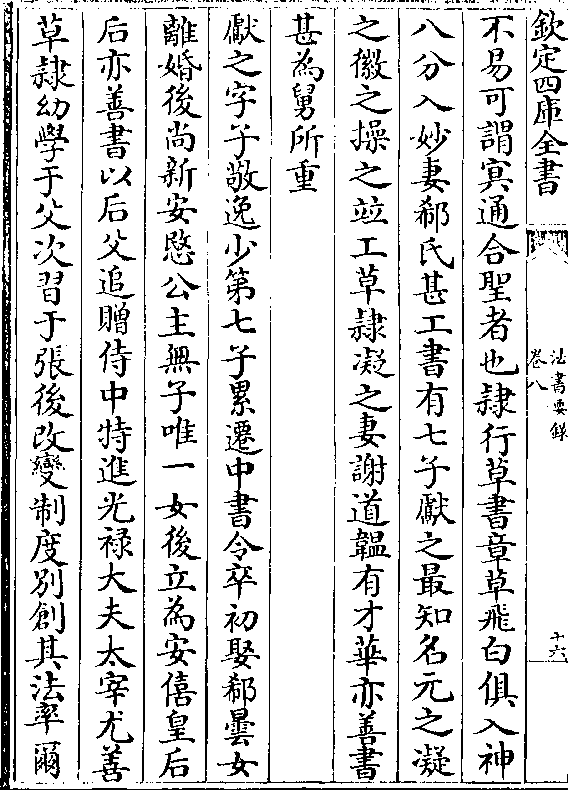 欽定四庫全書
法書要錄
卷八
十六
不易可謂冥通合聖者也隸行草書章草飛白俱入神
八分入妙妻郗氏甚工書有七子獻之最知名元之凝
之徽之操之竝工草隸凝之妻謝道韞有才華亦善書
甚為舅所重
獻之字子敬逸少第七子累遷中書令卒初娶郗曇女
離婚後尚新安愍公主無子唯一女後立為安僖皇后
后亦善書以后父追贈侍中特進光祿大夫太宰尤善
草隸幼學于父次習于張後改變制度別創其法率爾